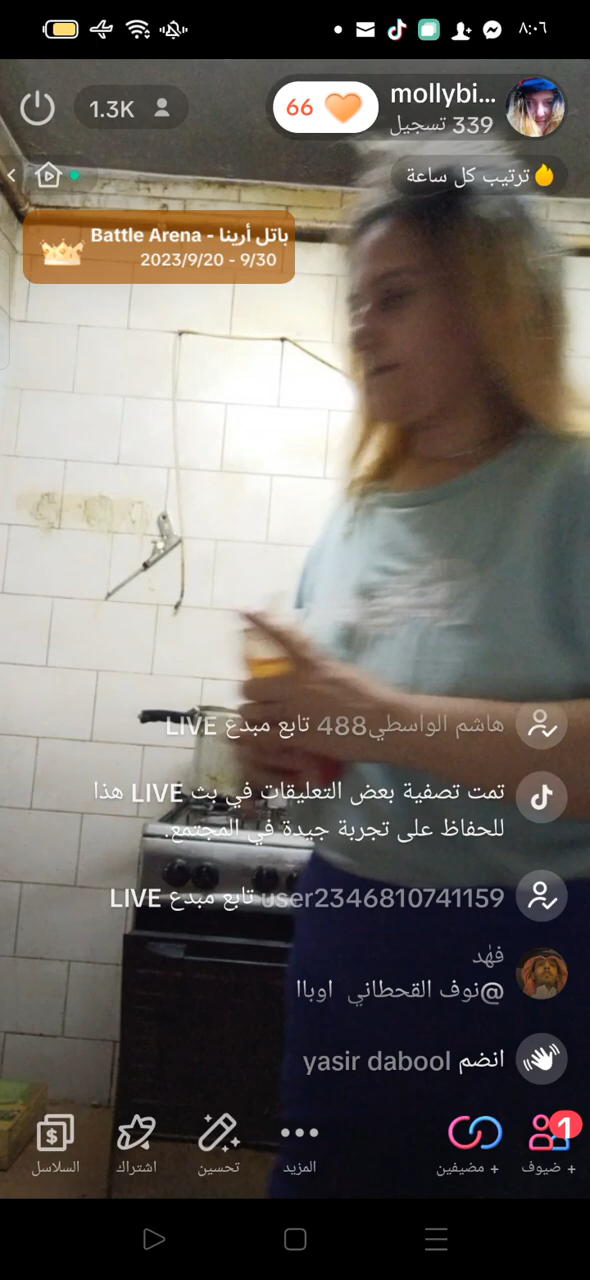 ٨:٠٦
1.3K
66
mollybi...
339 تسجيل
ترتيب كل ساعة
Battle Arena - باتل أرينا
2023/9/20 - 9/30
هاشم الواسطي488 تابع مبدع LIVE
تمت تصفية بعض التعليقات في بث LIVE هذا
للحفاظ على تجربة جيدة في المجتمع.
user2346810741159 تابع مبدع LIVE
فهٰد
@نوف القحطاني اوباا
yasir dabool انضم
1
السلاسل
اشتراك
تحسين
المزيد
+ مضيفين
+ ضيوف